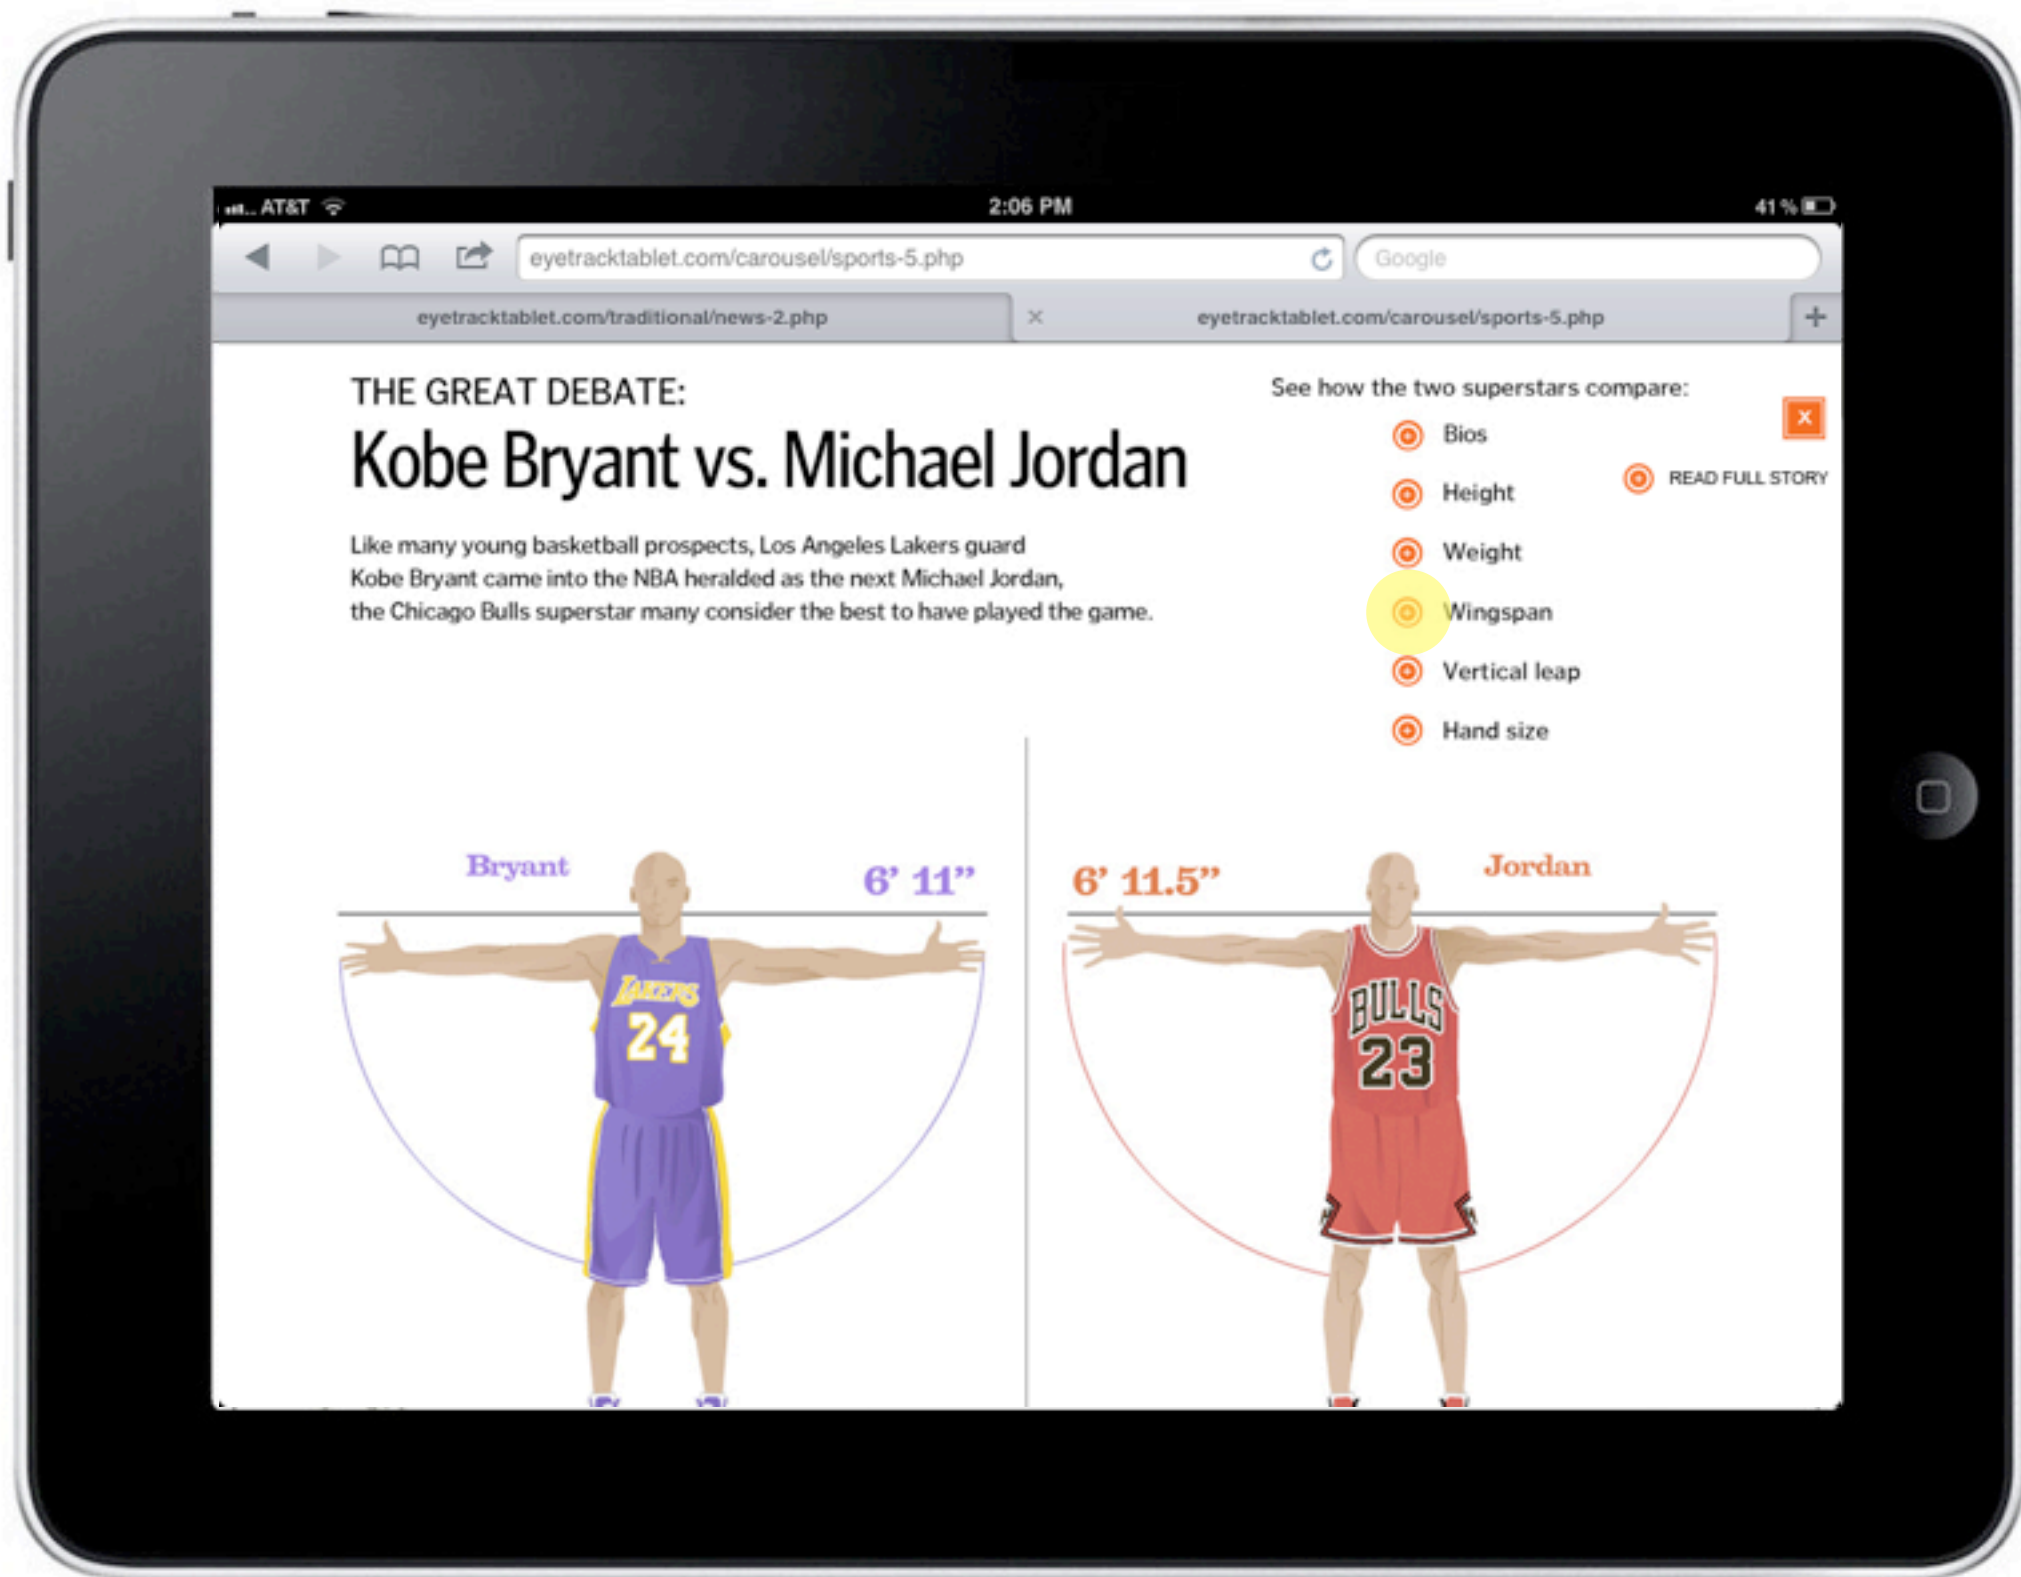 AT&T
2:06 PM
41%
eyetracktablet.com/carousel/sports-5.php
Google
eyetracktablet.com/traditional/news-2.php
eyetracktablet.com/carousel/sports-5.php
THE GREAT DEBATE:
Kobe Bryant vs. Michael Jordan
Like many young basketball prospects, Los Angeles Lakers guard
Kobe Bryant came into the NBA heralded as the next Michael Jordan,
the Chicago Bulls superstar many consider the best to have played the game.
See how the two superstars compare:
X
Bios
READ FULL STORY
Height
Weight
Wingspan
Vertical leap
Hand size
Bryant
6’ 11”
6’ 11.5”
Jordan
LAKERS
24
BULLS
23